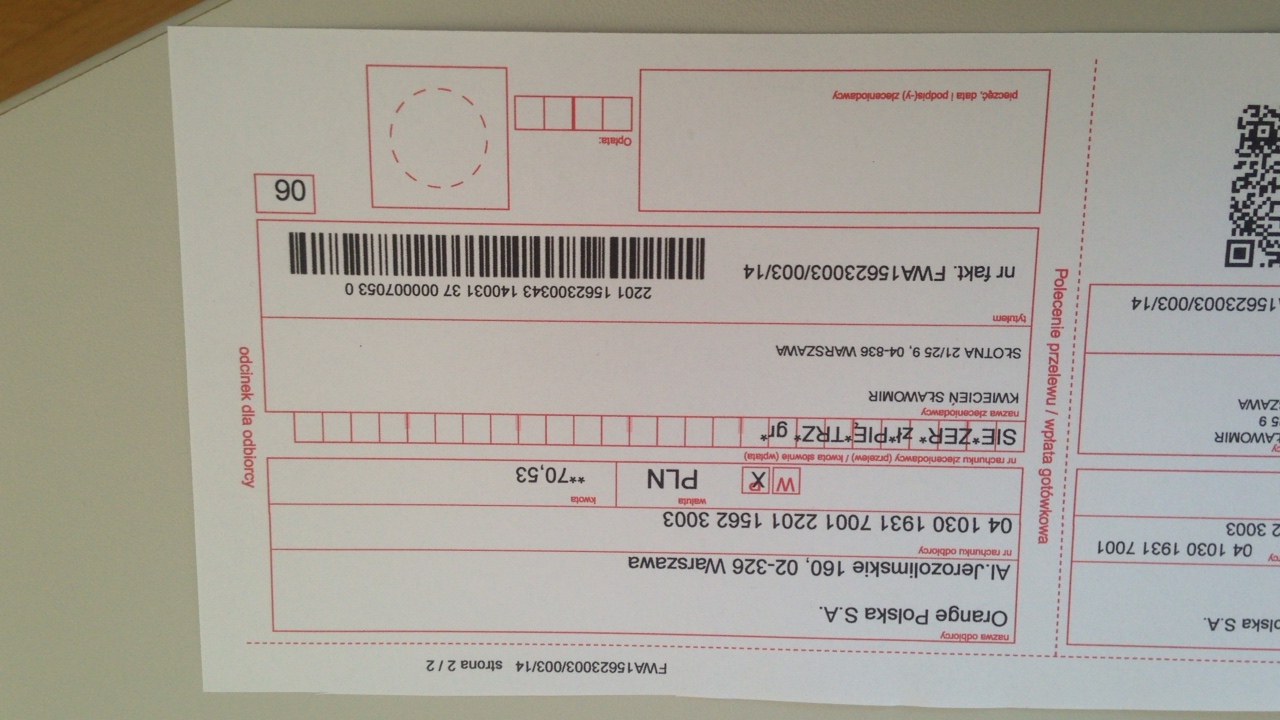 FWA15623003/003/14 strona 2 / 2
nazwa odbiorcy
Orange Polska S.A.
Al.Jerozolimskie 160, 02-326 Warszawa
nr rachunku odbiorcy
04 1030 1931 7001 2201 1562 3003
waluta
kwota
W P X PLN **70,53
nr rachunku zleceniodawcy (przelew) / kwota słownie (wpłata)
SIE*ZER* zł*PIĘ*TRZ* gr*
nazwa zleceniodawcy
KWIECIEŃ SŁAWOMIR
SŁOTNA 21/25 9, 04-836 WARSZAWA
tytułem
2201 1562300343 140031 37 000007053 0
nr fakt. FWA15623003/003/14
06
Opłata:
pieczęć, data i podpis(-y) zleceniodawcy
Polecenie przelewu / wpłata gotówkowa
odcinek dla odbiorcy
olska S.A.
cy
04 1030 1931 7001
2 3003
cy
ŁAWOMIR
5 9
ZAWA
15623003/003/14